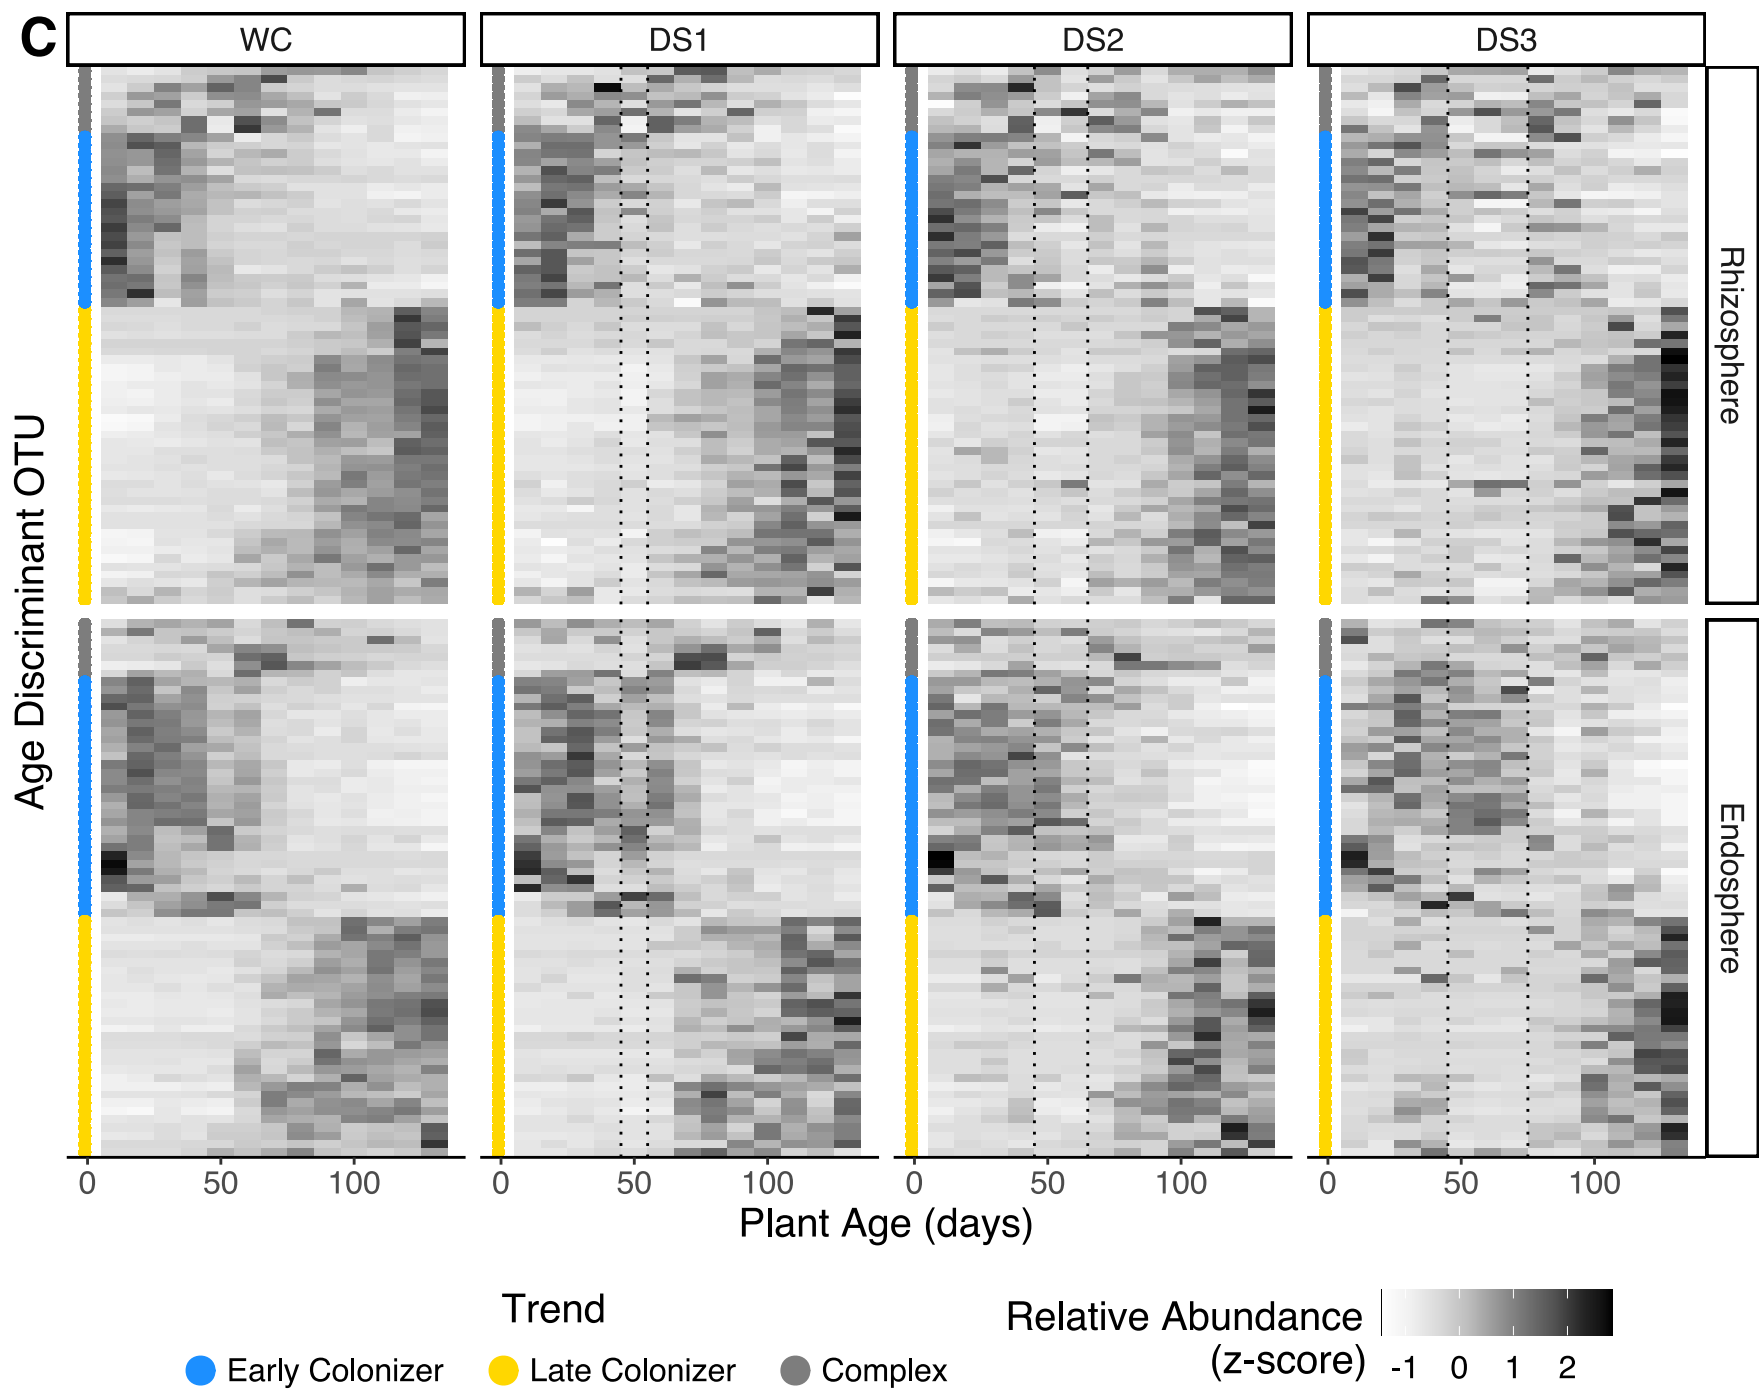 C
WC
DS1
DS2
DS3
Rhizosphere
Endosphere
Age Discriminant OTU
0 50 100
0 50 100
0 50 100
0 50 100
Plant Age (days)
Trend
Early Colonizer
Late Colonizer
Complex
Relative Abundance
(z-score)
-1 0 1 2